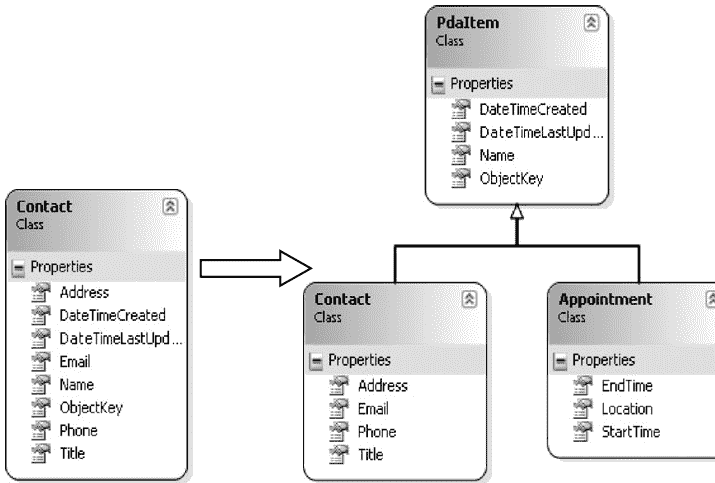 PdaItem
Class
Properties
DateTimeCreated
DateTimeLastUpd...
Name
ObjectKey
Contact
Class
Properties
Address
DateTimeCreated
DateTimeLastUpd...
Email
Name
ObjectKey
Phone
Title
Contact
Class
Properties
Address
Email
Phone
Title
Appointment
Class
Properties
EndTime
Location
StartTime